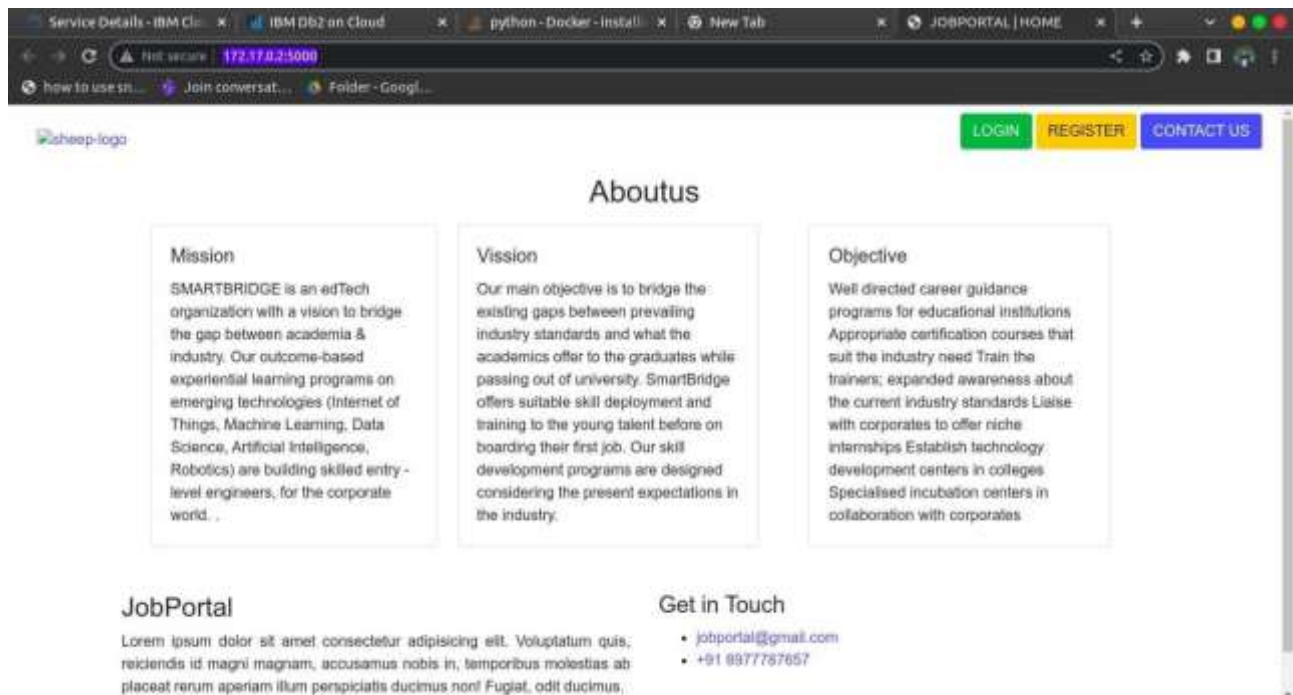 Service Details - IBM Clo
IBM Db2 on Cloud
python - Docker - install
New Tab
JOBPORTAL | HOME
Not secure
172.17.0.2:5000
how to use sn...
Join conversat...
Folder - Googl...
sheep-logo
LOGIN
REGISTER
CONTACT US
Aboutus
Mission
SMARTBRIDGE is an edTech
organization with a vision to bridge
the gap between academia &
industry. Our outcome-based
experiential learning programs on
emerging technologies (Internet of
Things, Machine Learning, Data
Science, Artificial Intelligence,
Robotics) are building skilled entry -
level engineers, for the corporate
world. .
Vission
Our main objective is to bridge the
existing gaps between prevailing
industry standards and what the
academics offer to the graduates while
passing out of university. SmartBridge
offers suitable skill deployment and
training to the young talent before on
boarding their first job. Our skill
development programs are designed
considering the present expectations in
the industry.
Objective
Well directed career guidance
programs for educational institutions
Appropriate certification courses that
suit the industry need Train the
trainers; expanded awareness about
the current industry standards Liaise
with corporates to offer niche
internships Establish technology
development centers in colleges
Specialised incubation centers in
collaboration with corporates
JobPortal
Lorem ipsum dolor sit amet consectetur adipisicing elit. Voluptatum quis,
reiciendis id magni magnam, accusamus nobis in, temporibus molestias ab
placeat rerum aperiam illum perspiciatis ducimus non! Fugiat, odit ducimus,
Get in Touch
jobportal@gmail.com
+91 8977787657